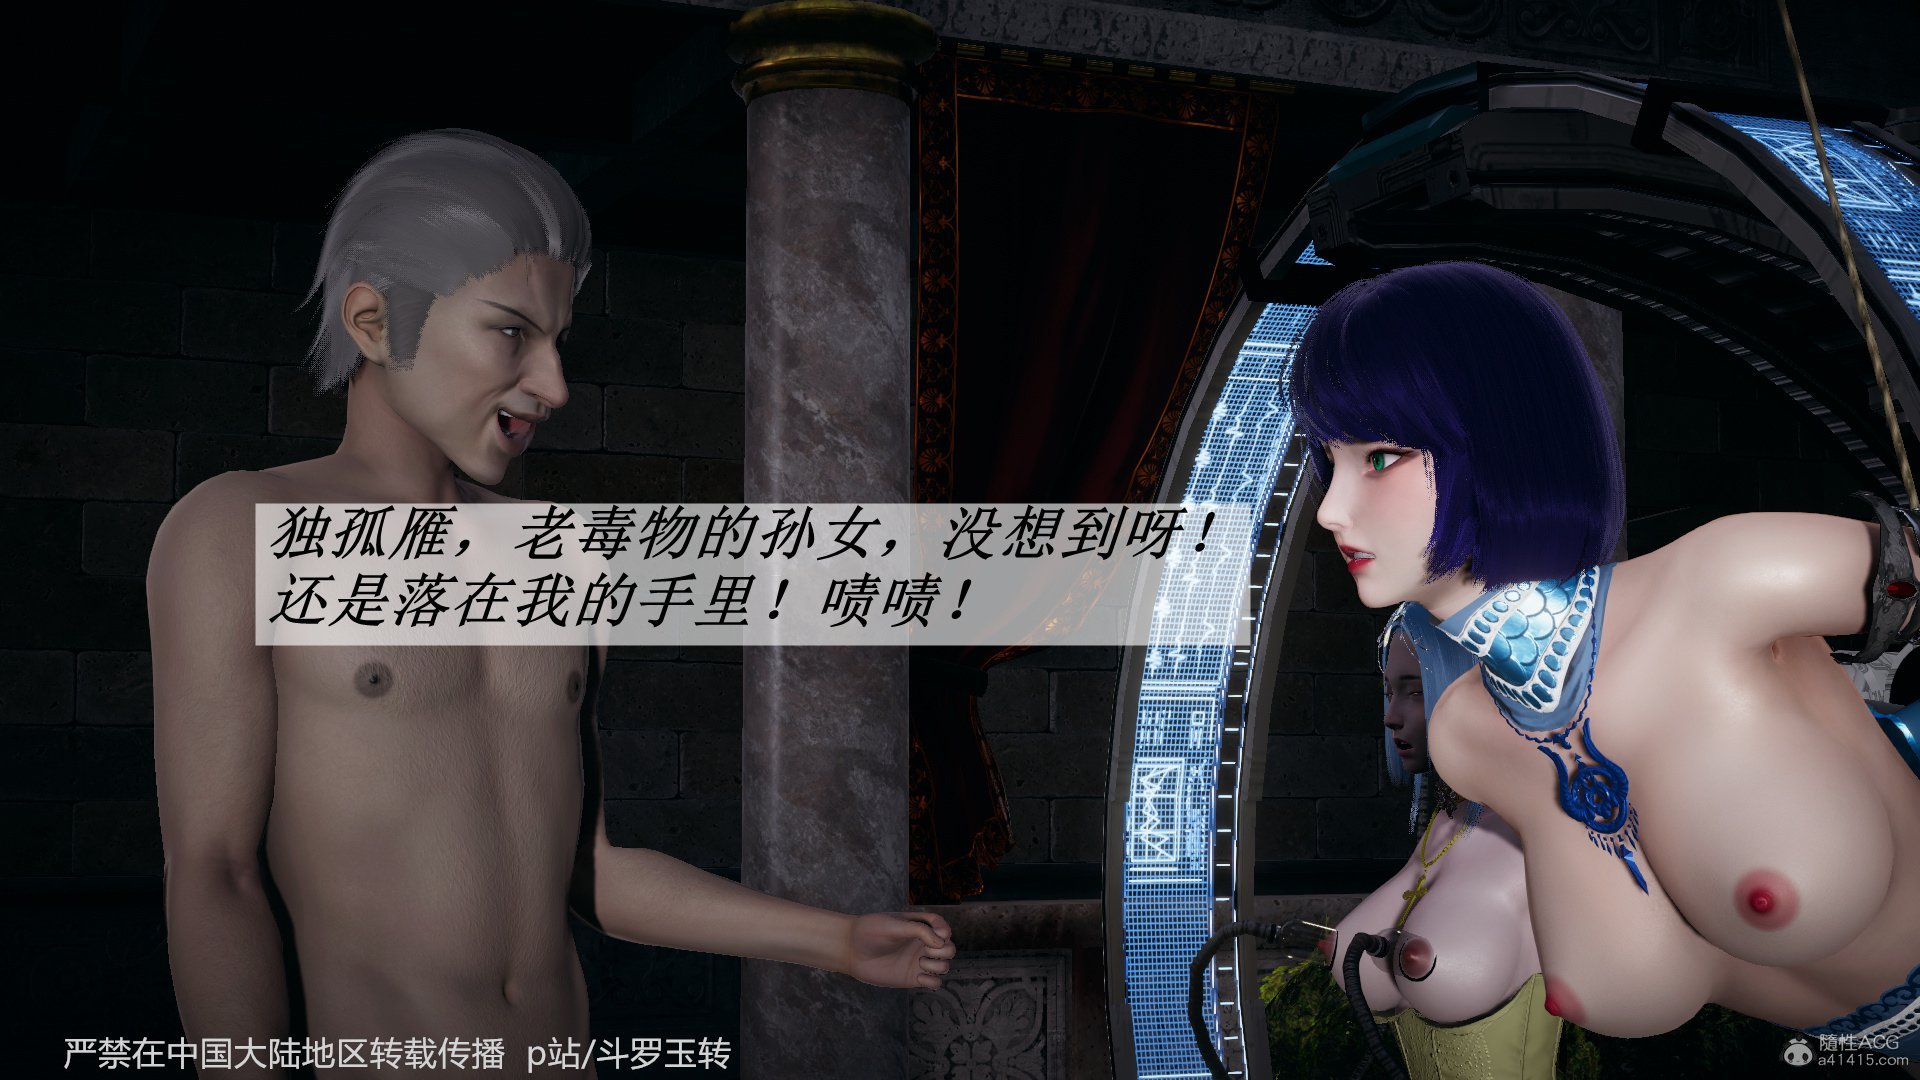 独孤雁，老毒物的孙女，没想到呀！
还是落在我的手里！啧啧！
严禁在中国大陆地区转载传播 p站/斗罗玉转
随性ACG
a41415.com